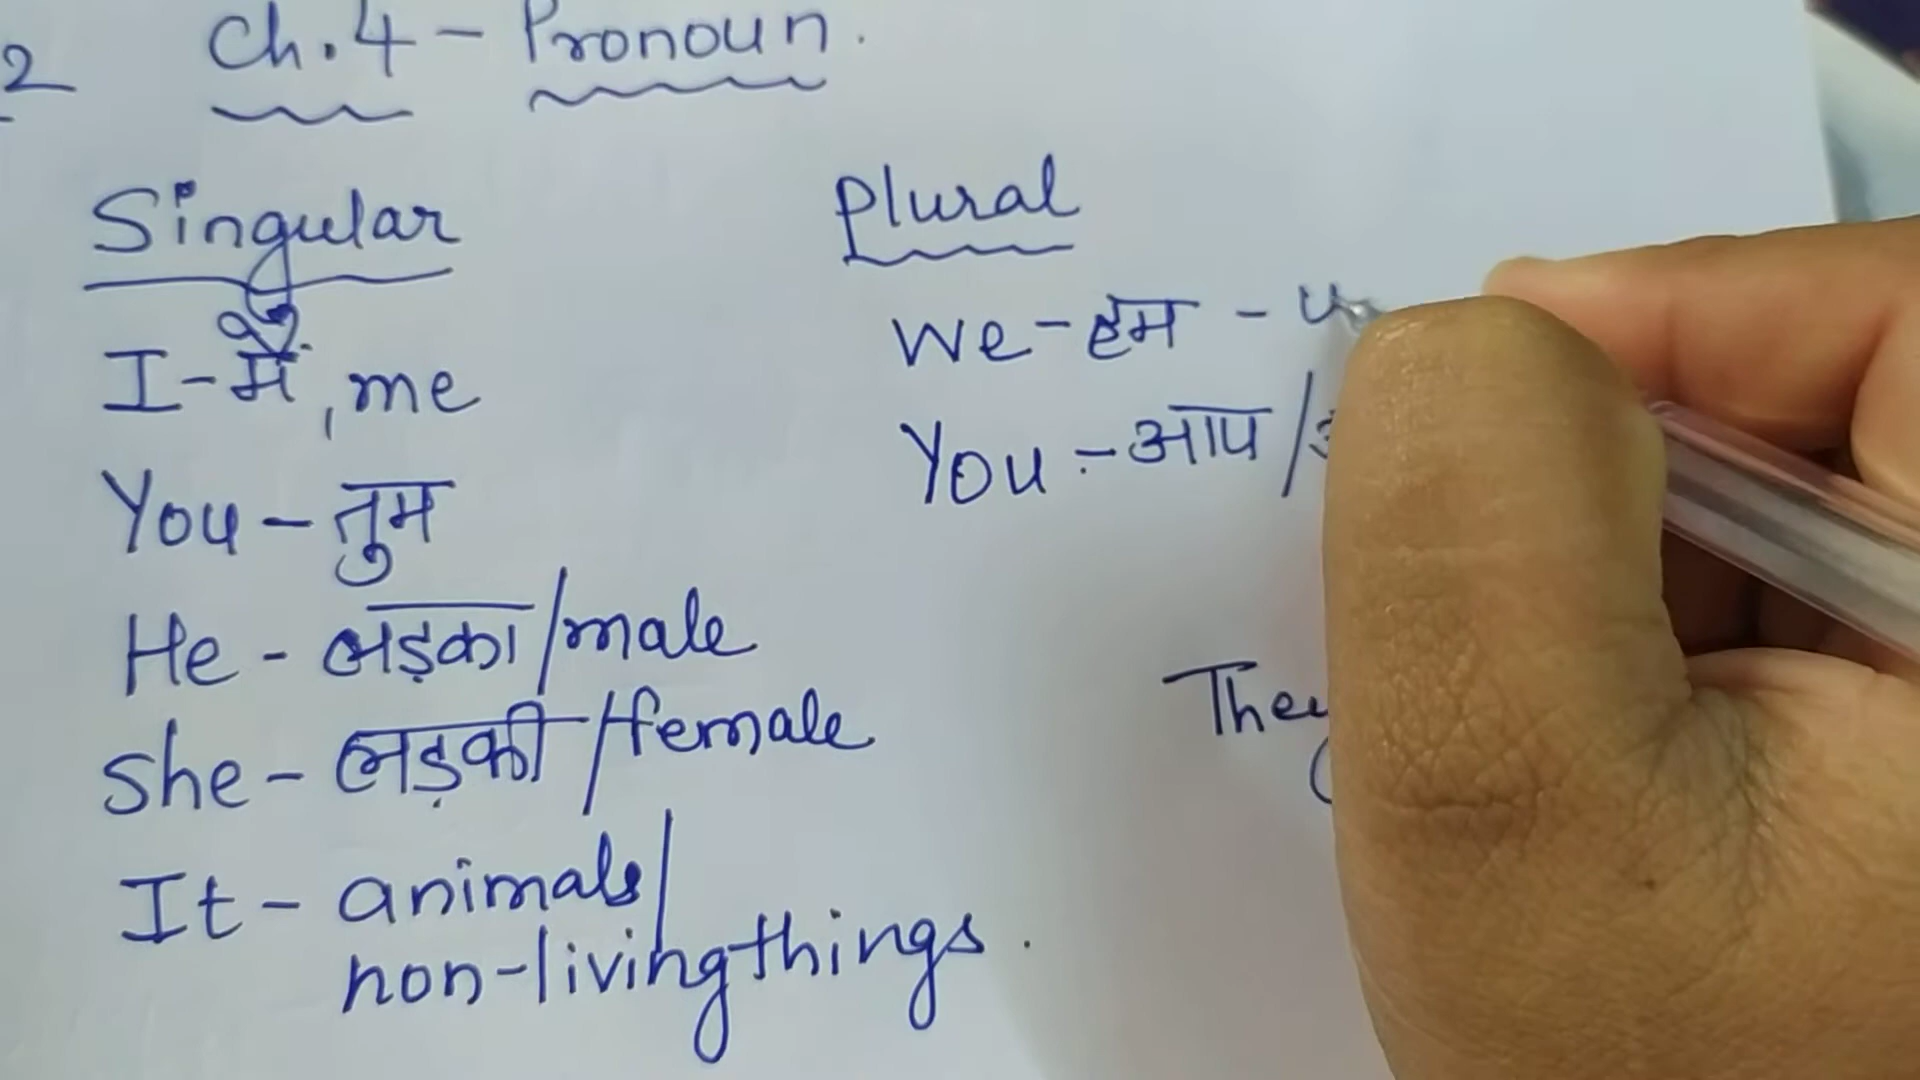 2 Ch.4 - Pronoun.
Singular
I - मैं, me
You - तुम
He - लड़का/male
She - लड़की/female
It - animals/
non-living things.
Plural
We - हम -
You - आप/
They